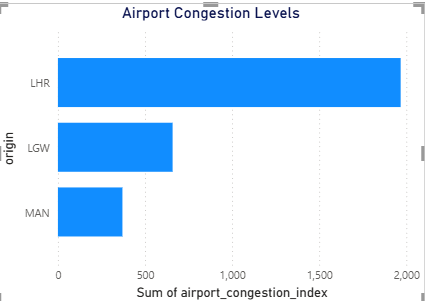 Airport Congestion Levels
origin
LHR
LGW
MAN
0 500 1,000 1,500 2,000
Sum of airport_congestion_index